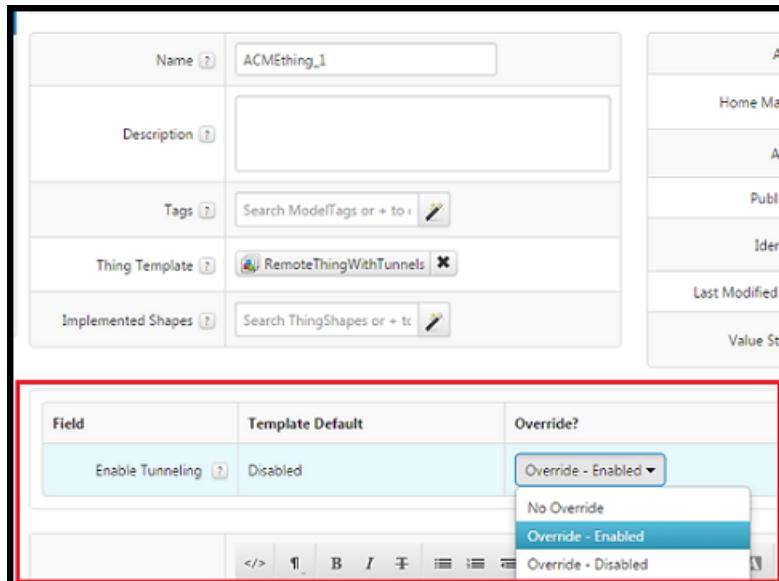 Name ?
ACMEthing_1
Description ?
Tags ?
Search ModelTags or + to
Thing Template ?
RemoteThingWithTunnels
Implemented Shapes ?
Search ThingShapes or + to
A
Home Ma
A
Publi
Iden
Last Modified
Value St
Field Template Default Override?
Enable Tunneling ? Disabled Override - Enabled
No Override
Override - Enabled
Override - Disabled
</> ¶ B I T